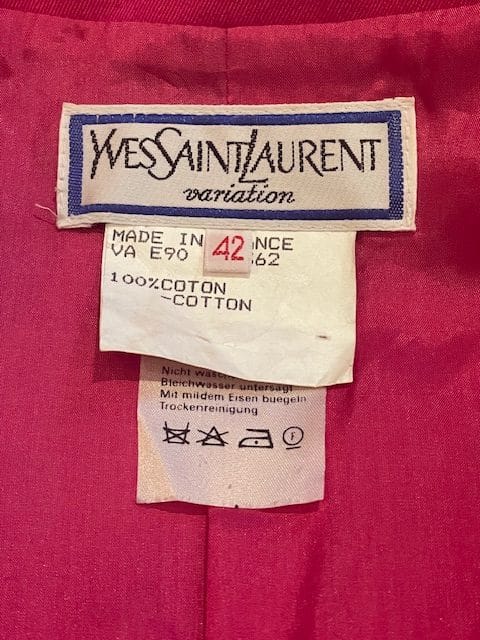 YVESSAINTLAURENT
variation
MADE IN 42 NCE
VA E90 62
100%COTON
-COTTON
Nicht
Bleichwasser untersagt
Mit mildem Eisen buegeln
Trockenreinigung
F